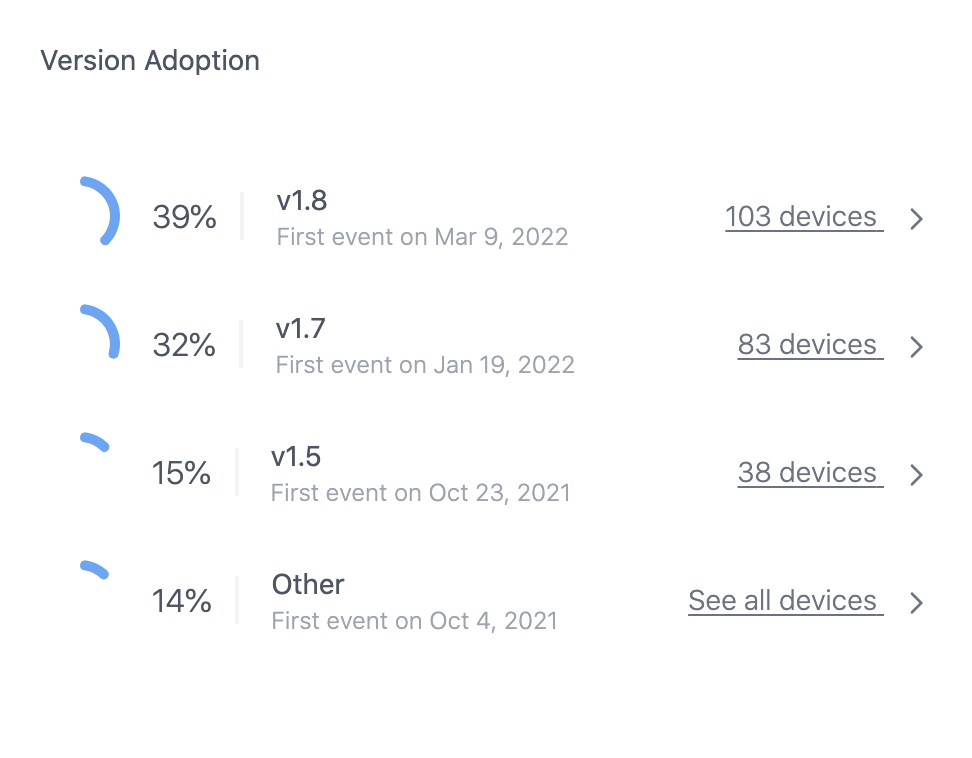 Version Adoption
39%
v1.8
First event on Mar 9, 2022
103 devices
32%
v1.7
First event on Jan 19, 2022
83 devices
15%
v1.5
First event on Oct 23, 2021
38 devices
14%
Other
First event on Oct 4, 2021
See all devices